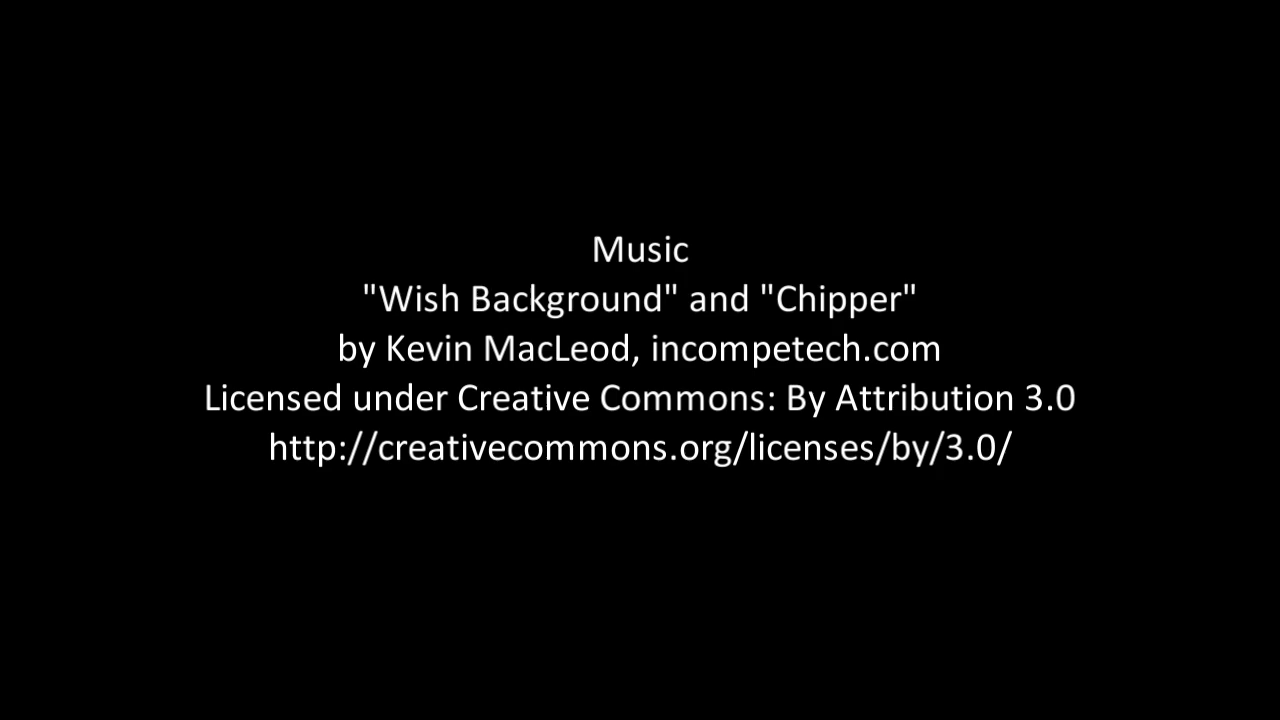 Music
"Wish Background" and "Chipper"
by Kevin MacLeod, incompetech.com
Licensed under Creative Commons: By Attribution 3.0
http://creativecommons.org/licenses/by/3.0/